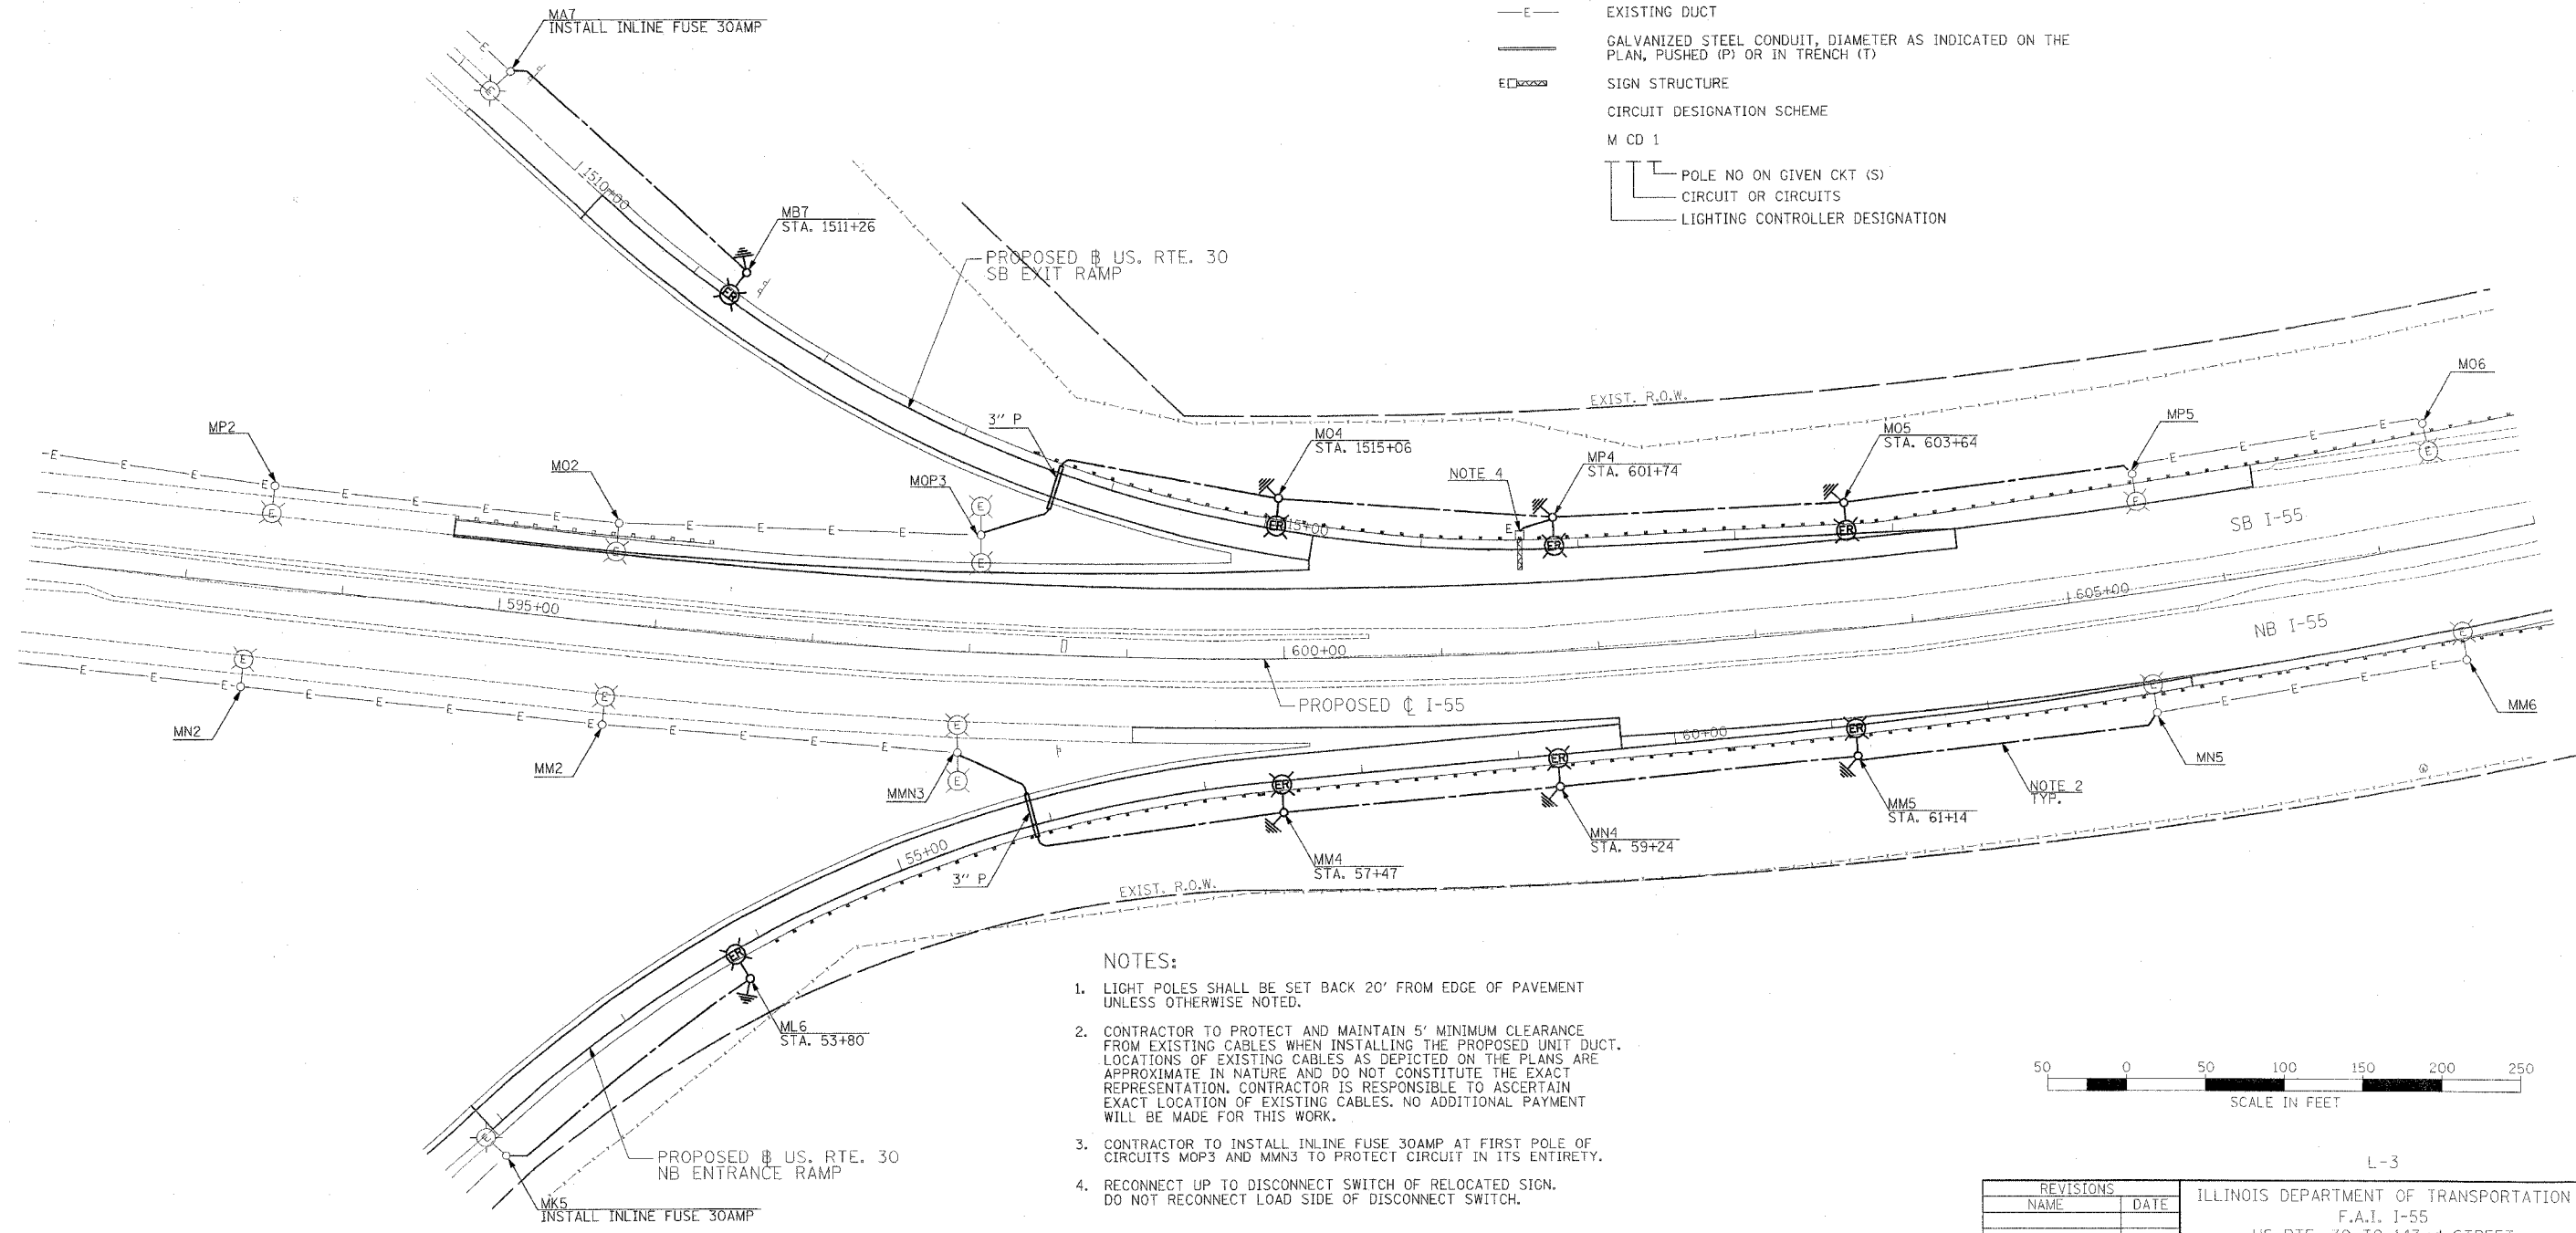 MA7
INSTALL INLINE FUSE 30AMP
E
EXISTING DUCT
GALVANIZED STEEL CONDUIT, DIAMETER AS INDICATED ON THE
PLAN, PUSHED (P) OR IN TRENCH (T)
E
SIGN STRUCTURE
CIRCUIT DESIGNATION SCHEME
M CD 1
POLE NO ON GIVEN CKT (S)
CIRCUIT OR CIRCUITS
LIGHTING CONTROLLER DESIGNATION
1510+00
MB7
STA. 1511+26
ER
PROPOSED ⅊ US. RTE. 30
SB EXIT RAMP
EXIST. R.O.W.
MO6
MP2
MO2
MOP3
3" P
MO4
STA. 1515+06
NOTE 4
MP4
STA. 601+74
MO5
STA. 603+64
MP5
E
E
E
E
ER
15+00
ER
ER
SB I-55
595+00
600+00
605+00
NB I-55
PROPOSED ℄ I-55
MN2
MM2
MMN3
3" P
55+00
60+00
ER
ER
ER
MM4
STA. 57+47
MN4
STA. 59+24
MM5
STA. 61+14
NOTE 2
TYP.
MN5
MM6
EXIST. R.O.W.
ER
ML6
STA. 53+80
PROPOSED ⅊ US. RTE. 30
NB ENTRANCE RAMP
MK5
INSTALL INLINE FUSE 30AMP
NOTES:
1. LIGHT POLES SHALL BE SET BACK 20' FROM EDGE OF PAVEMENT
UNLESS OTHERWISE NOTED.
2. CONTRACTOR TO PROTECT AND MAINTAIN 5' MINIMUM CLEARANCE
FROM EXISTING CABLES WHEN INSTALLING THE PROPOSED UNIT DUCT.
LOCATIONS OF EXISTING CABLES AS DEPICTED ON THE PLANS ARE
APPROXIMATE IN NATURE AND DO NOT CONSTITUTE THE EXACT
REPRESENTATION. CONTRACTOR IS RESPONSIBLE TO ASCERTAIN
EXACT LOCATION OF EXISTING CABLES. NO ADDITIONAL PAYMENT
WILL BE MADE FOR THIS WORK.
3. CONTRACTOR TO INSTALL INLINE FUSE 30AMP AT FIRST POLE OF
CIRCUITS MOP3 AND MMN3 TO PROTECT CIRCUIT IN ITS ENTIRETY.
4. RECONNECT UP TO DISCONNECT SWITCH OF RELOCATED SIGN.
DO NOT RECONNECT LOAD SIDE OF DISCONNECT SWITCH.
50 0 50 100 150 200 250
SCALE IN FEET
L-3
REVISIONS
NAME DATE
ILLINOIS DEPARTMENT OF TRANSPORTATION
F.A.I. I-55